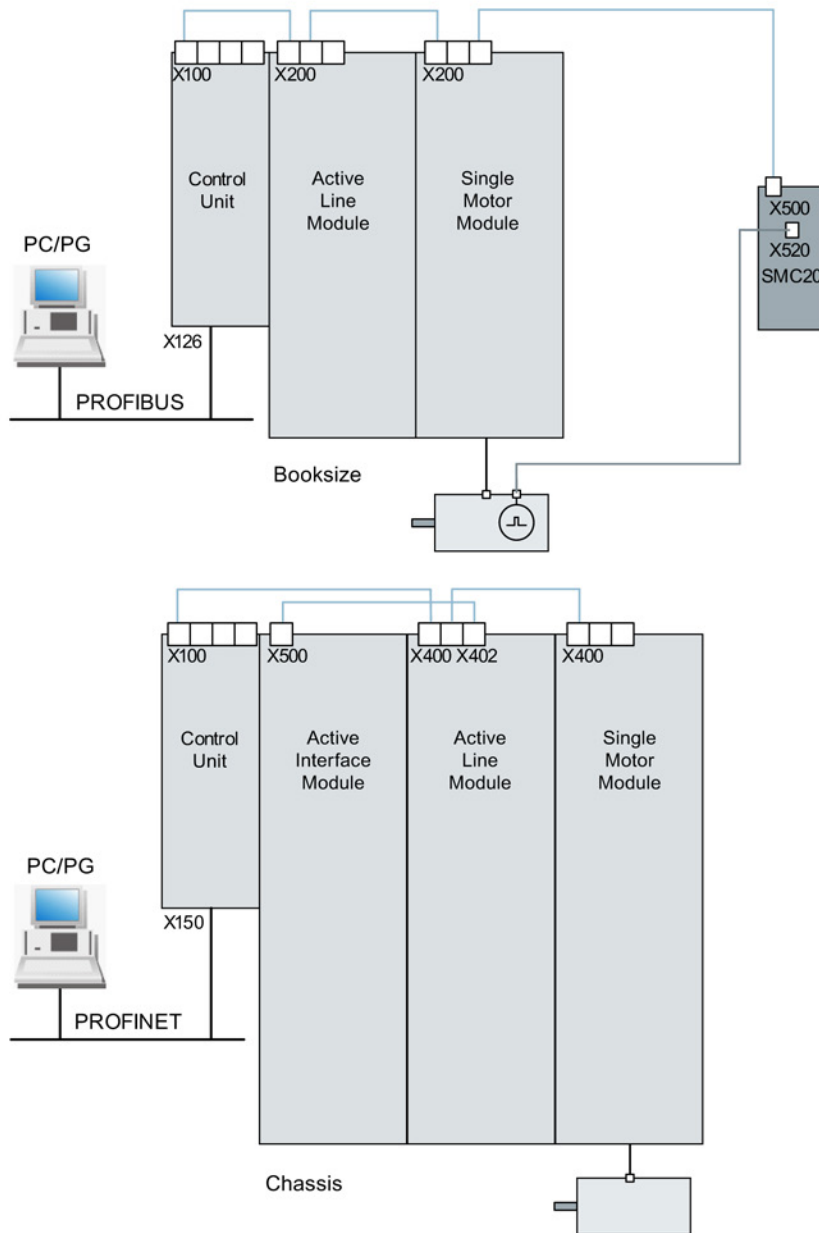 X100
X200
X200
Control
Unit
Active
Line
Module
Single
Motor
Module
X500
X520
SMC20
PC/PG
X126
PROFIBUS
Booksize
X100
X500
X400
X402
X400
Control
Unit
Active
Interface
Module
Active
Line
Module
Single
Motor
Module
PC/PG
X150
PROFINET
Chassis